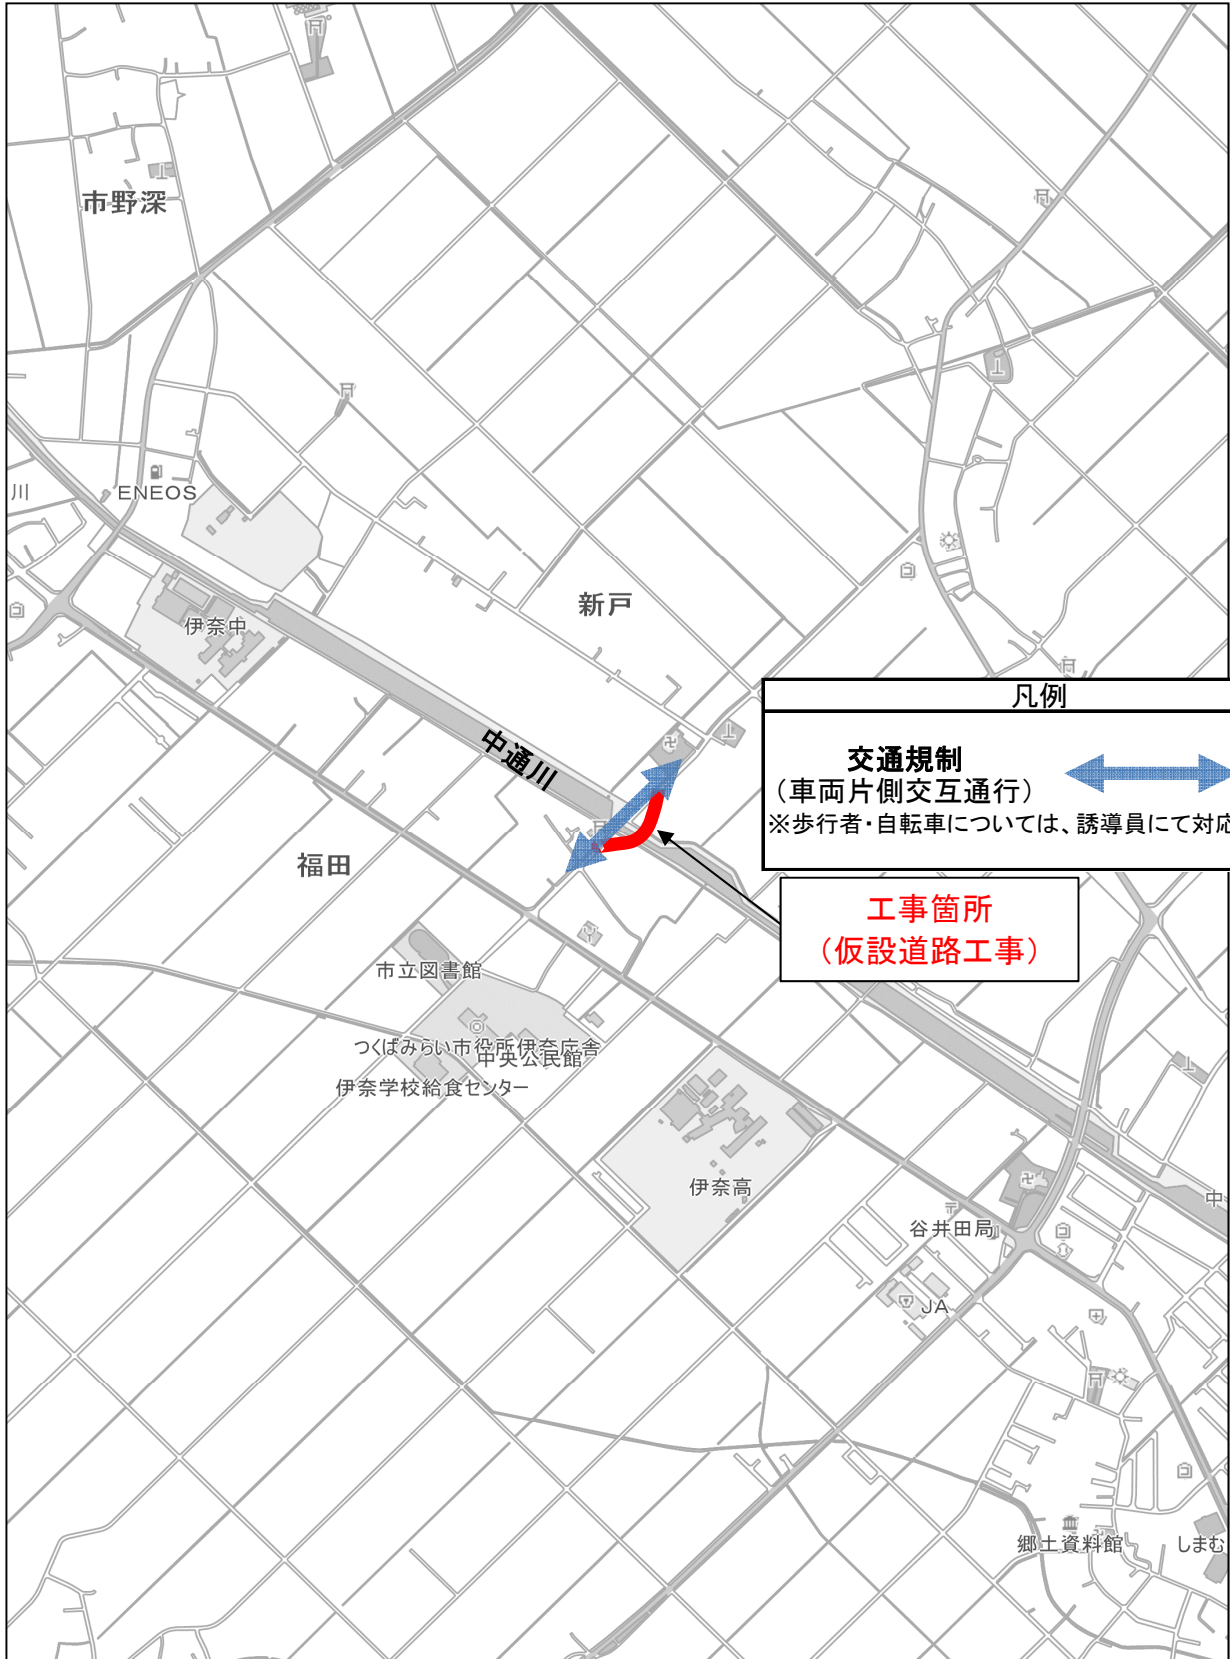 市野深
川
ENEOS
伊奈中
新戸
中通川
凡例
交通規制
(車両片側交互通行)
※歩行者・自転車については、誘導員にて対応
福田
工事箇所
(仮設道路工事)
市立図書館
つくばみらい市役所伊奈庁舎
中央公民館
伊奈学校給食センター
伊奈高
中
谷井田局
JA
郷土資料館
しまむ